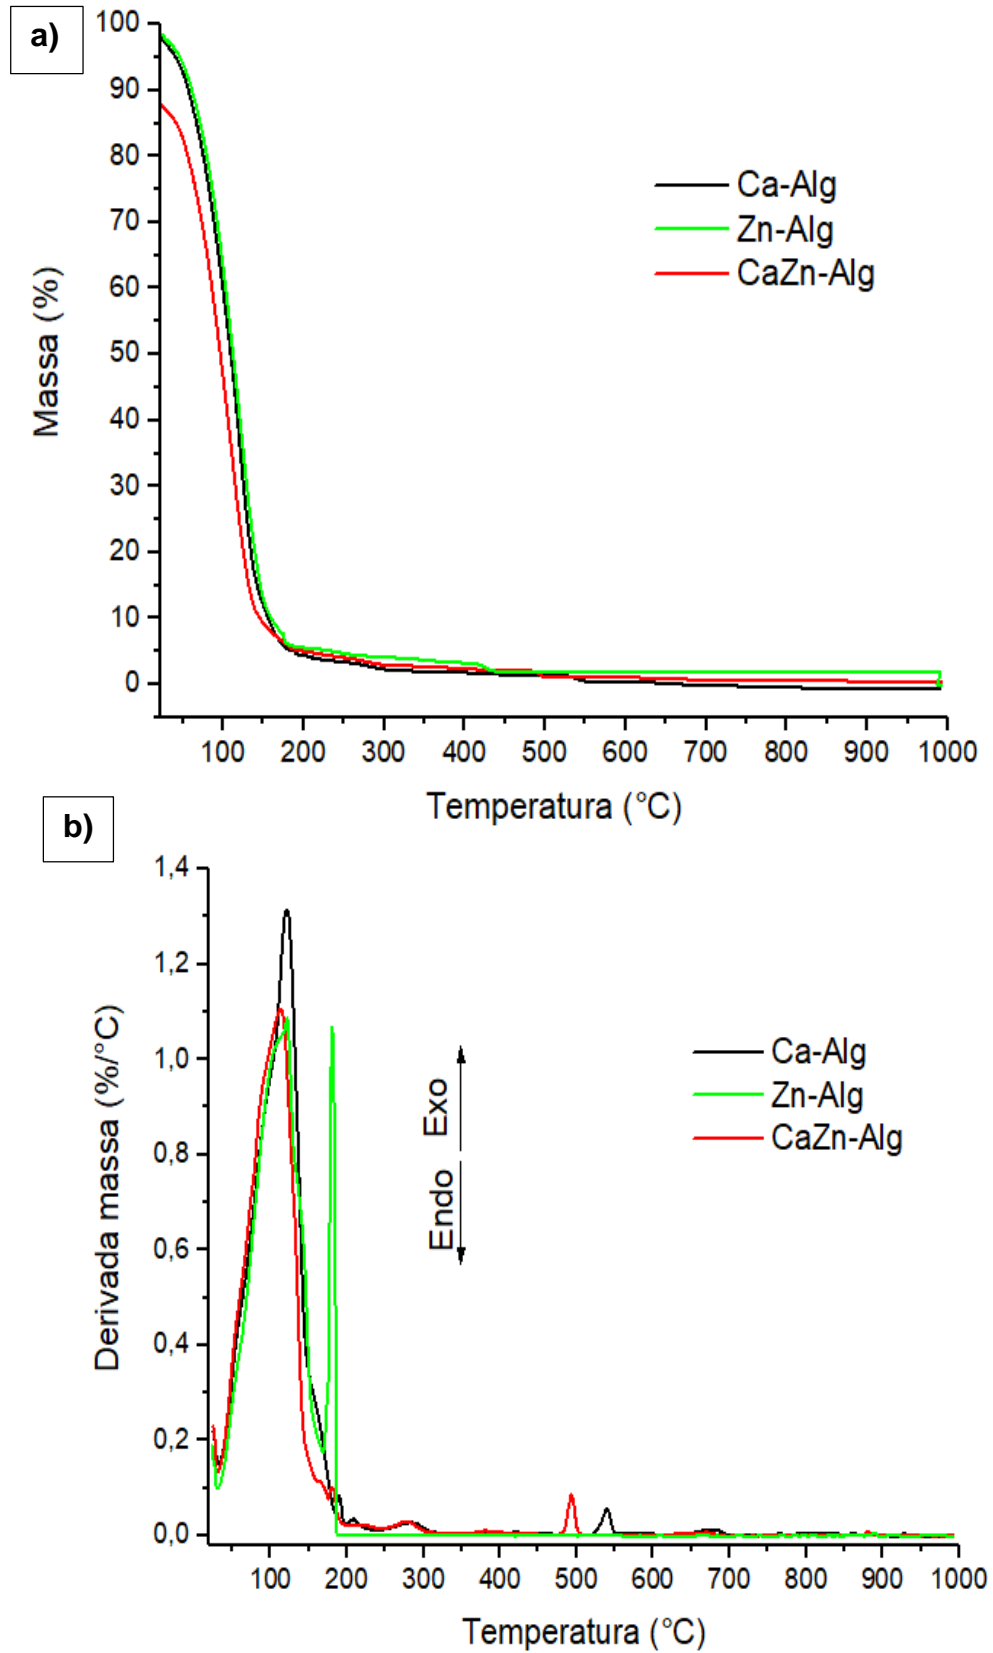 a)
100
90
80
70
60
50
40
30
20
10
0
Massa (%)
Ca-Alg
Zn-Alg
CaZn-Alg
100 200 300 400 500 600 700 800 900 1000
Temperatura (°C)
b)
1,4
1,2
1,0
0,8
0,6
0,4
0,2
0,0
Derivada massa (%/°C)
Exo
Endo
Ca-Alg
Zn-Alg
CaZn-Alg
100 200 300 400 500 600 700 800 900 1000
Temperatura (°C)